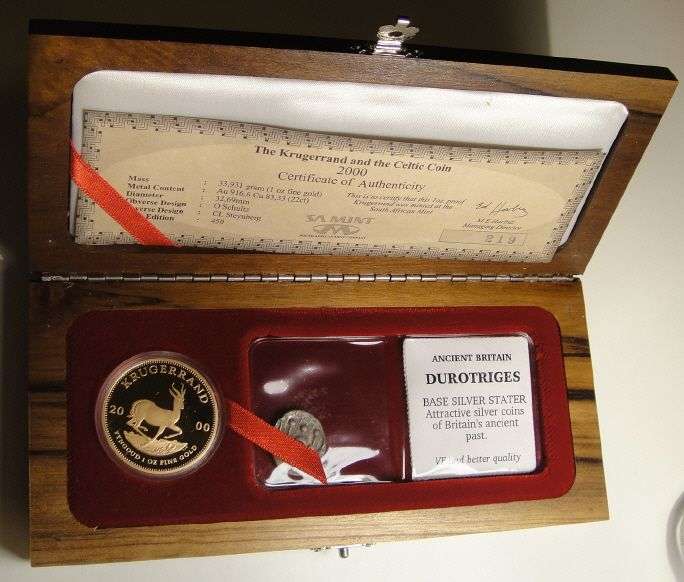 The Krugerrand and the Celtic Coin
2000
Certificate of Authenticity
Mass : 33,931 gram (1 oz fine gold)
Metal Content : Au 916,6 Cu 83,33 (22ct)
Diameter : 32.69mm
Obverse Design : O Schultz
Reverse Design : CL Steynberg
Edition : 450
This is to certify that this 1oz proof
Krugerrand was minted at the
South African Mint
SA MINT
Managing Director
219
KRUGERRAND
20 00
FYNGOUD 1 OZ FINE GOLD
ANCIENT BRITAIN
DUROTRIGES
BASE SILVER STATER
Attractive silver coins
of Britain's ancient
past.
better quality